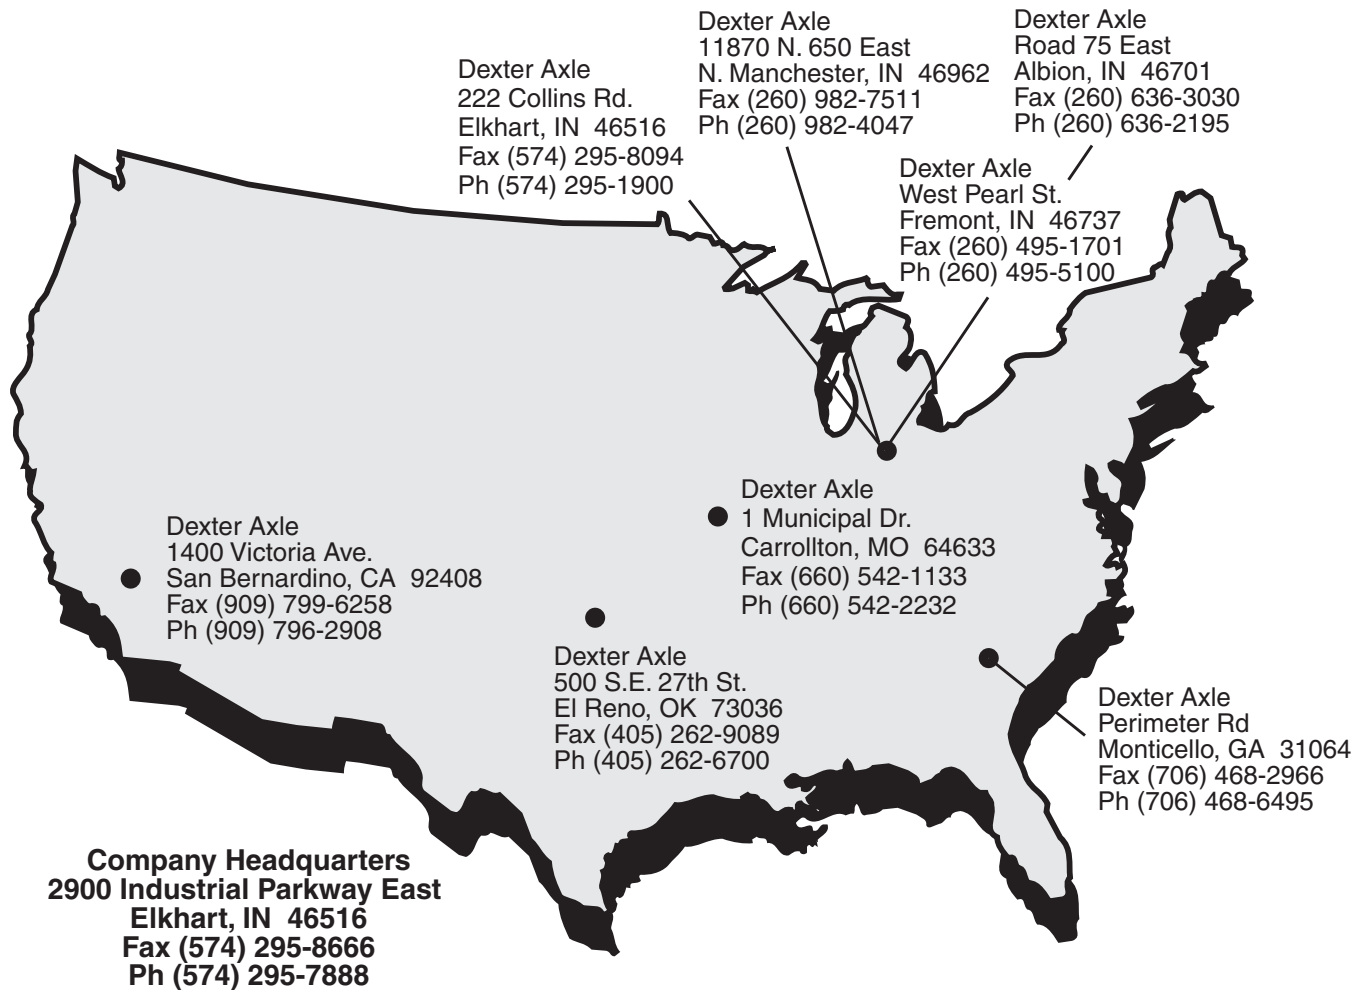 Dexter Axle
222 Collins Rd.
Elkhart, IN 46516
Fax (574) 295-8094
Ph (574) 295-1900
Dexter Axle
11870 N. 650 East
N. Manchester, IN 46962
Fax (260) 982-7511
Ph (260) 982-4047
Dexter Axle
Road 75 East
Albion, IN 46701
Fax (260) 636-3030
Ph (260) 636-2195
Dexter Axle
West Pearl St.
Fremont, IN 46737
Fax (260) 495-1701
Ph (260) 495-5100
Dexter Axle
1 Municipal Dr.
Carrollton, MO 64633
Fax (660) 542-1133
Ph (660) 542-2232
Dexter Axle
1400 Victoria Ave.
San Bernardino, CA 92408
Fax (909) 799-6258
Ph (909) 796-2908
Dexter Axle
500 S.E. 27th St.
El Reno, OK 73036
Fax (405) 262-9089
Ph (405) 262-6700
Dexter Axle
Perimeter Rd
Monticello, GA 31064
Fax (706) 468-2966
Ph (706) 468-6495
Company Headquarters
2900 Industrial Parkway East
Elkhart, IN 46516
Fax (574) 295-8666
Ph (574) 295-7888